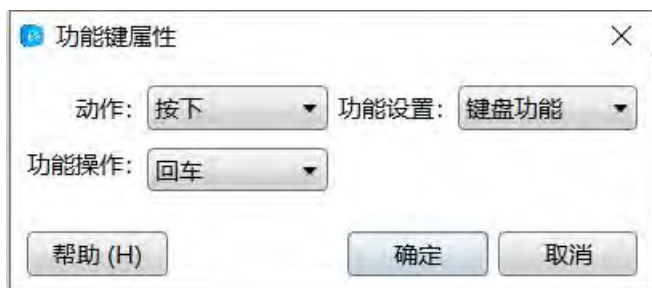 功能键属性
动作： 按下 功能设置： 键盘功能
功能操作： 回车
帮助 (H) 确定 取消